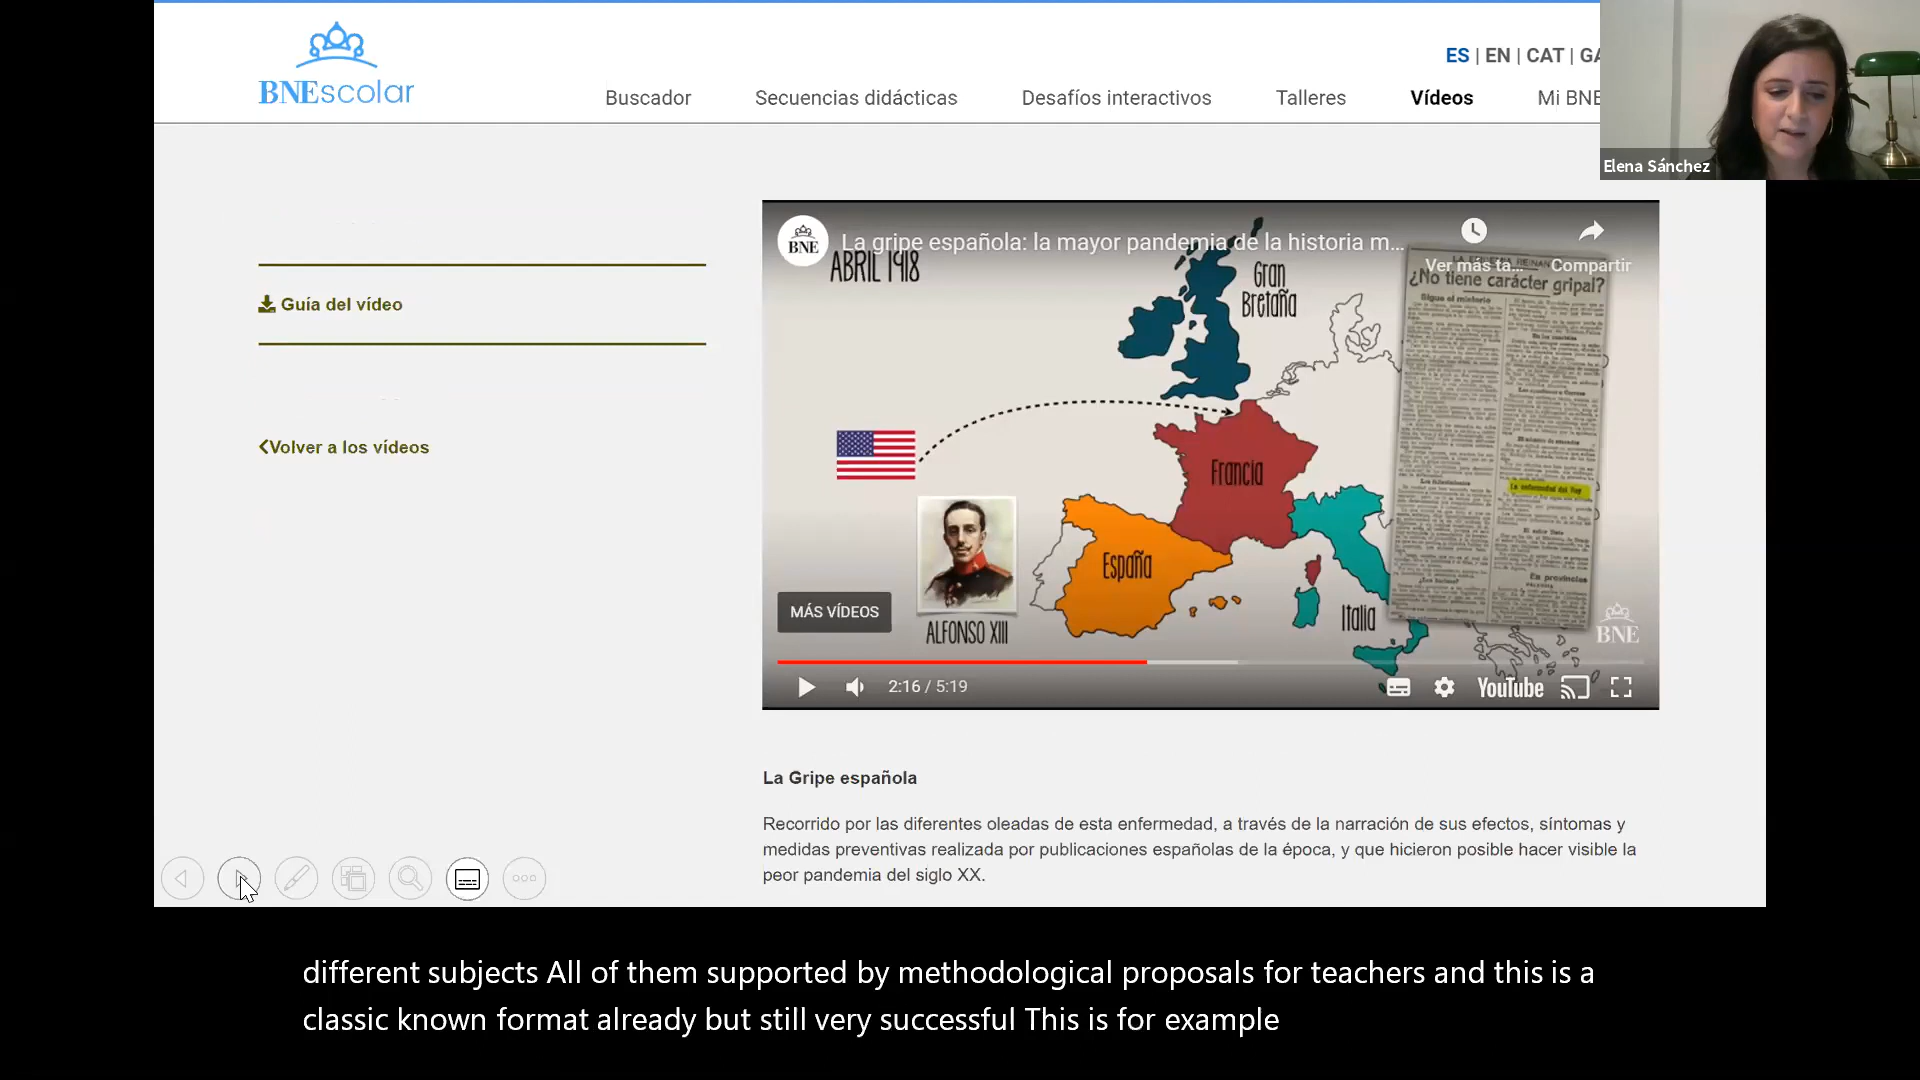 BNEscolar
ES | EN | CAT | GA
Buscador
Secuencias didácticas
Desafíos interactivos
Talleres
Vídeos
Mi BNE
Elena Sánchez
Guía del vídeo
Volver a los vídeos
BNE
La gripe española: la mayor pandemia de la historia m...
Ver más ta...
Compartir
ABRIL 1918
Gran
Bretaña
¿No tiene carácter gripal?
Sigue el misterio
Francia
España
Italia
ALFONSO XIII
En provincias
MÁS VÍDEOS
BNE
2:16 / 5:19
YouTube
La Gripe española
Recorrido por las diferentes oleadas de esta enfermedad, a través de la narración de sus efectos, síntomas y
medidas preventivas realizada por publicaciones españolas de la época, y que hicieron posible hacer visible la
peor pandemia del siglo XX.
different subjects All of them supported by methodological proposals for teachers and this is a
classic known format already but still very successful This is for example